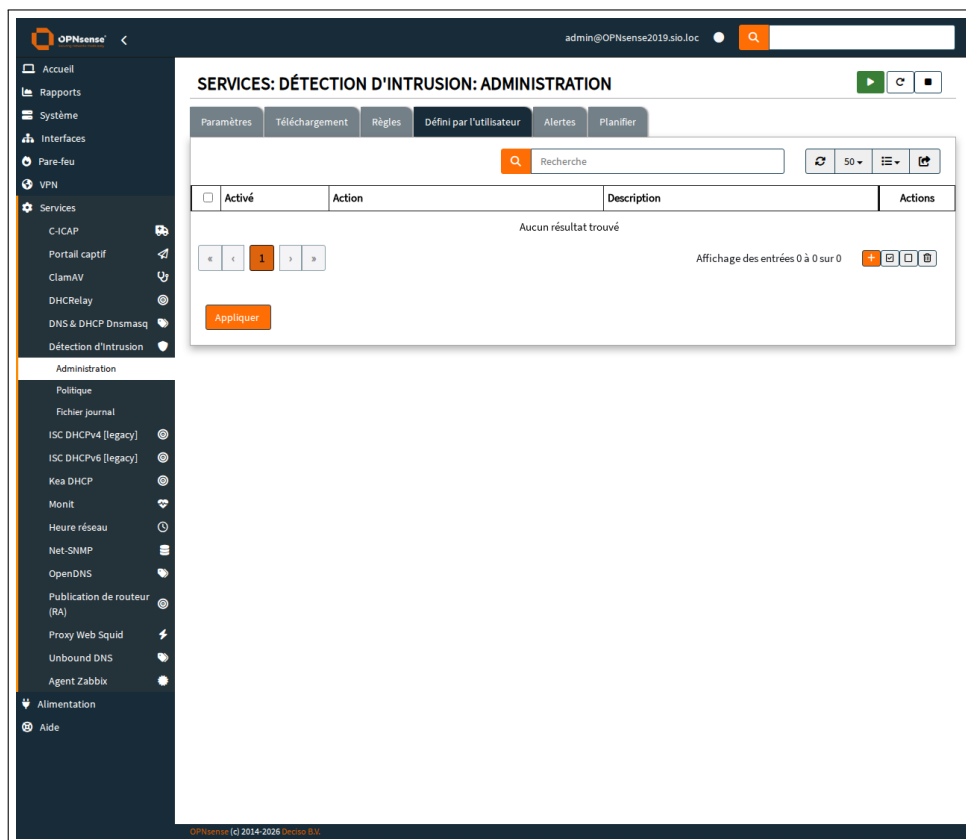 OPNsense
admin@OPNsense2019.sio.loc
Accueil
Rapports
Système
Interfaces
Pare-feu
VPN
Services
C-ICAP
Portail captif
ClamAV
DHCRelay
DNS & DHCP Dnsmasq
Détection d'Intrusion
Administration
Politique
Fichier journal
ISC DHCPv4 [legacy]
ISC DHCPv6 [legacy]
Kea DHCP
Monit
Heure réseau
Net-SNMP
OpenDNS
Publication de routeur
(RA)
Proxy Web Squid
Unbound DNS
Agent Zabbix
Alimentation
Aide
SERVICES: DÉTECTION D'INTRUSION: ADMINISTRATION
Paramètres Téléchargement Règles Défini par l'utilisateur Alertes Planifier
Recherche 50
Activé Action Description Actions
Aucun résultat trouvé
« ‹ 1 › » Affichage des entrées 0 à 0 sur 0
Appliquer
OPNsense (c) 2014-2026 Deciso B.V.